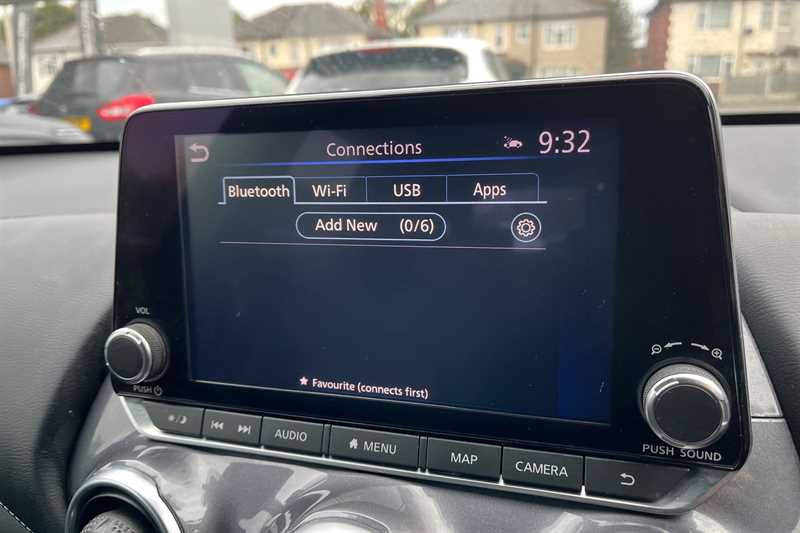 Connections
9:32
Bluetooth Wi-Fi USB Apps
Add New (0/6)
★ Favourite (connects first)
VOL
PUSH
AUDIO
MENU
MAP
CAMERA
PUSH SOUND